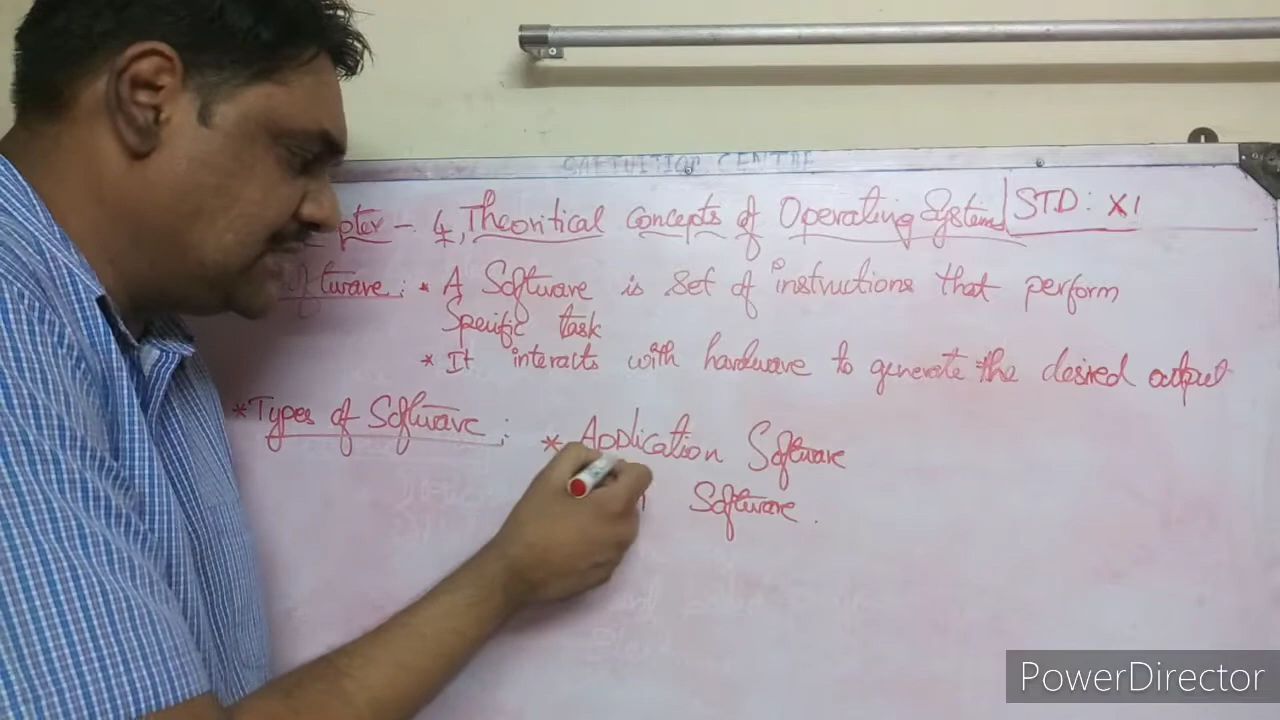 CENTRE
pter - 4, Theoritical Concepts of Operating System | STD: XI
ftware: * A Software is set of instructions that perform
Specific task
* It interacts with hardware to generate the desired output
*Types of Software: * Application Software
Software.
PowerDirector